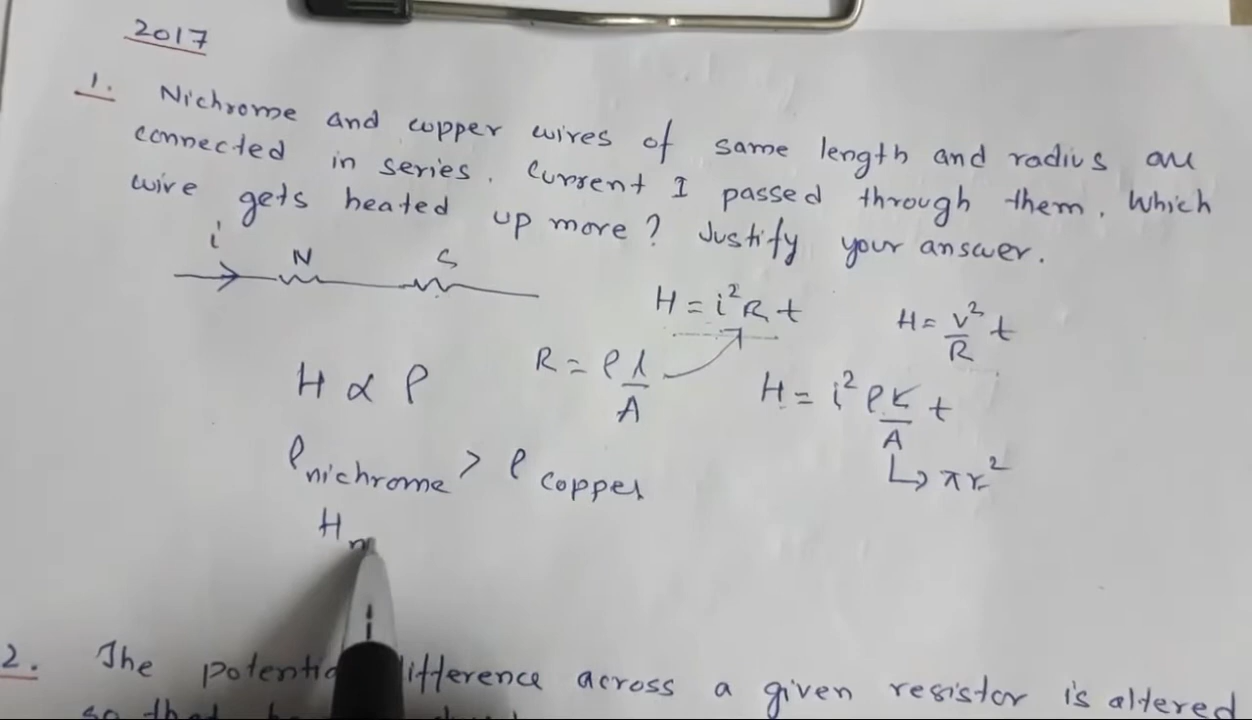 2017
1. Nichrome and copper wires of same length and radius are
connected in series. Current I passed through them. Which
wire gets heated up more? Justify your answer.
i
N C
H = i²Rt H = V²/R t
H ∝ ρ R = ρ l/A H = i² ρ l/A t
↳ πr²
ρ nichrome > ρ copper
H n
2. The potential difference across a given resistor is altered
so that